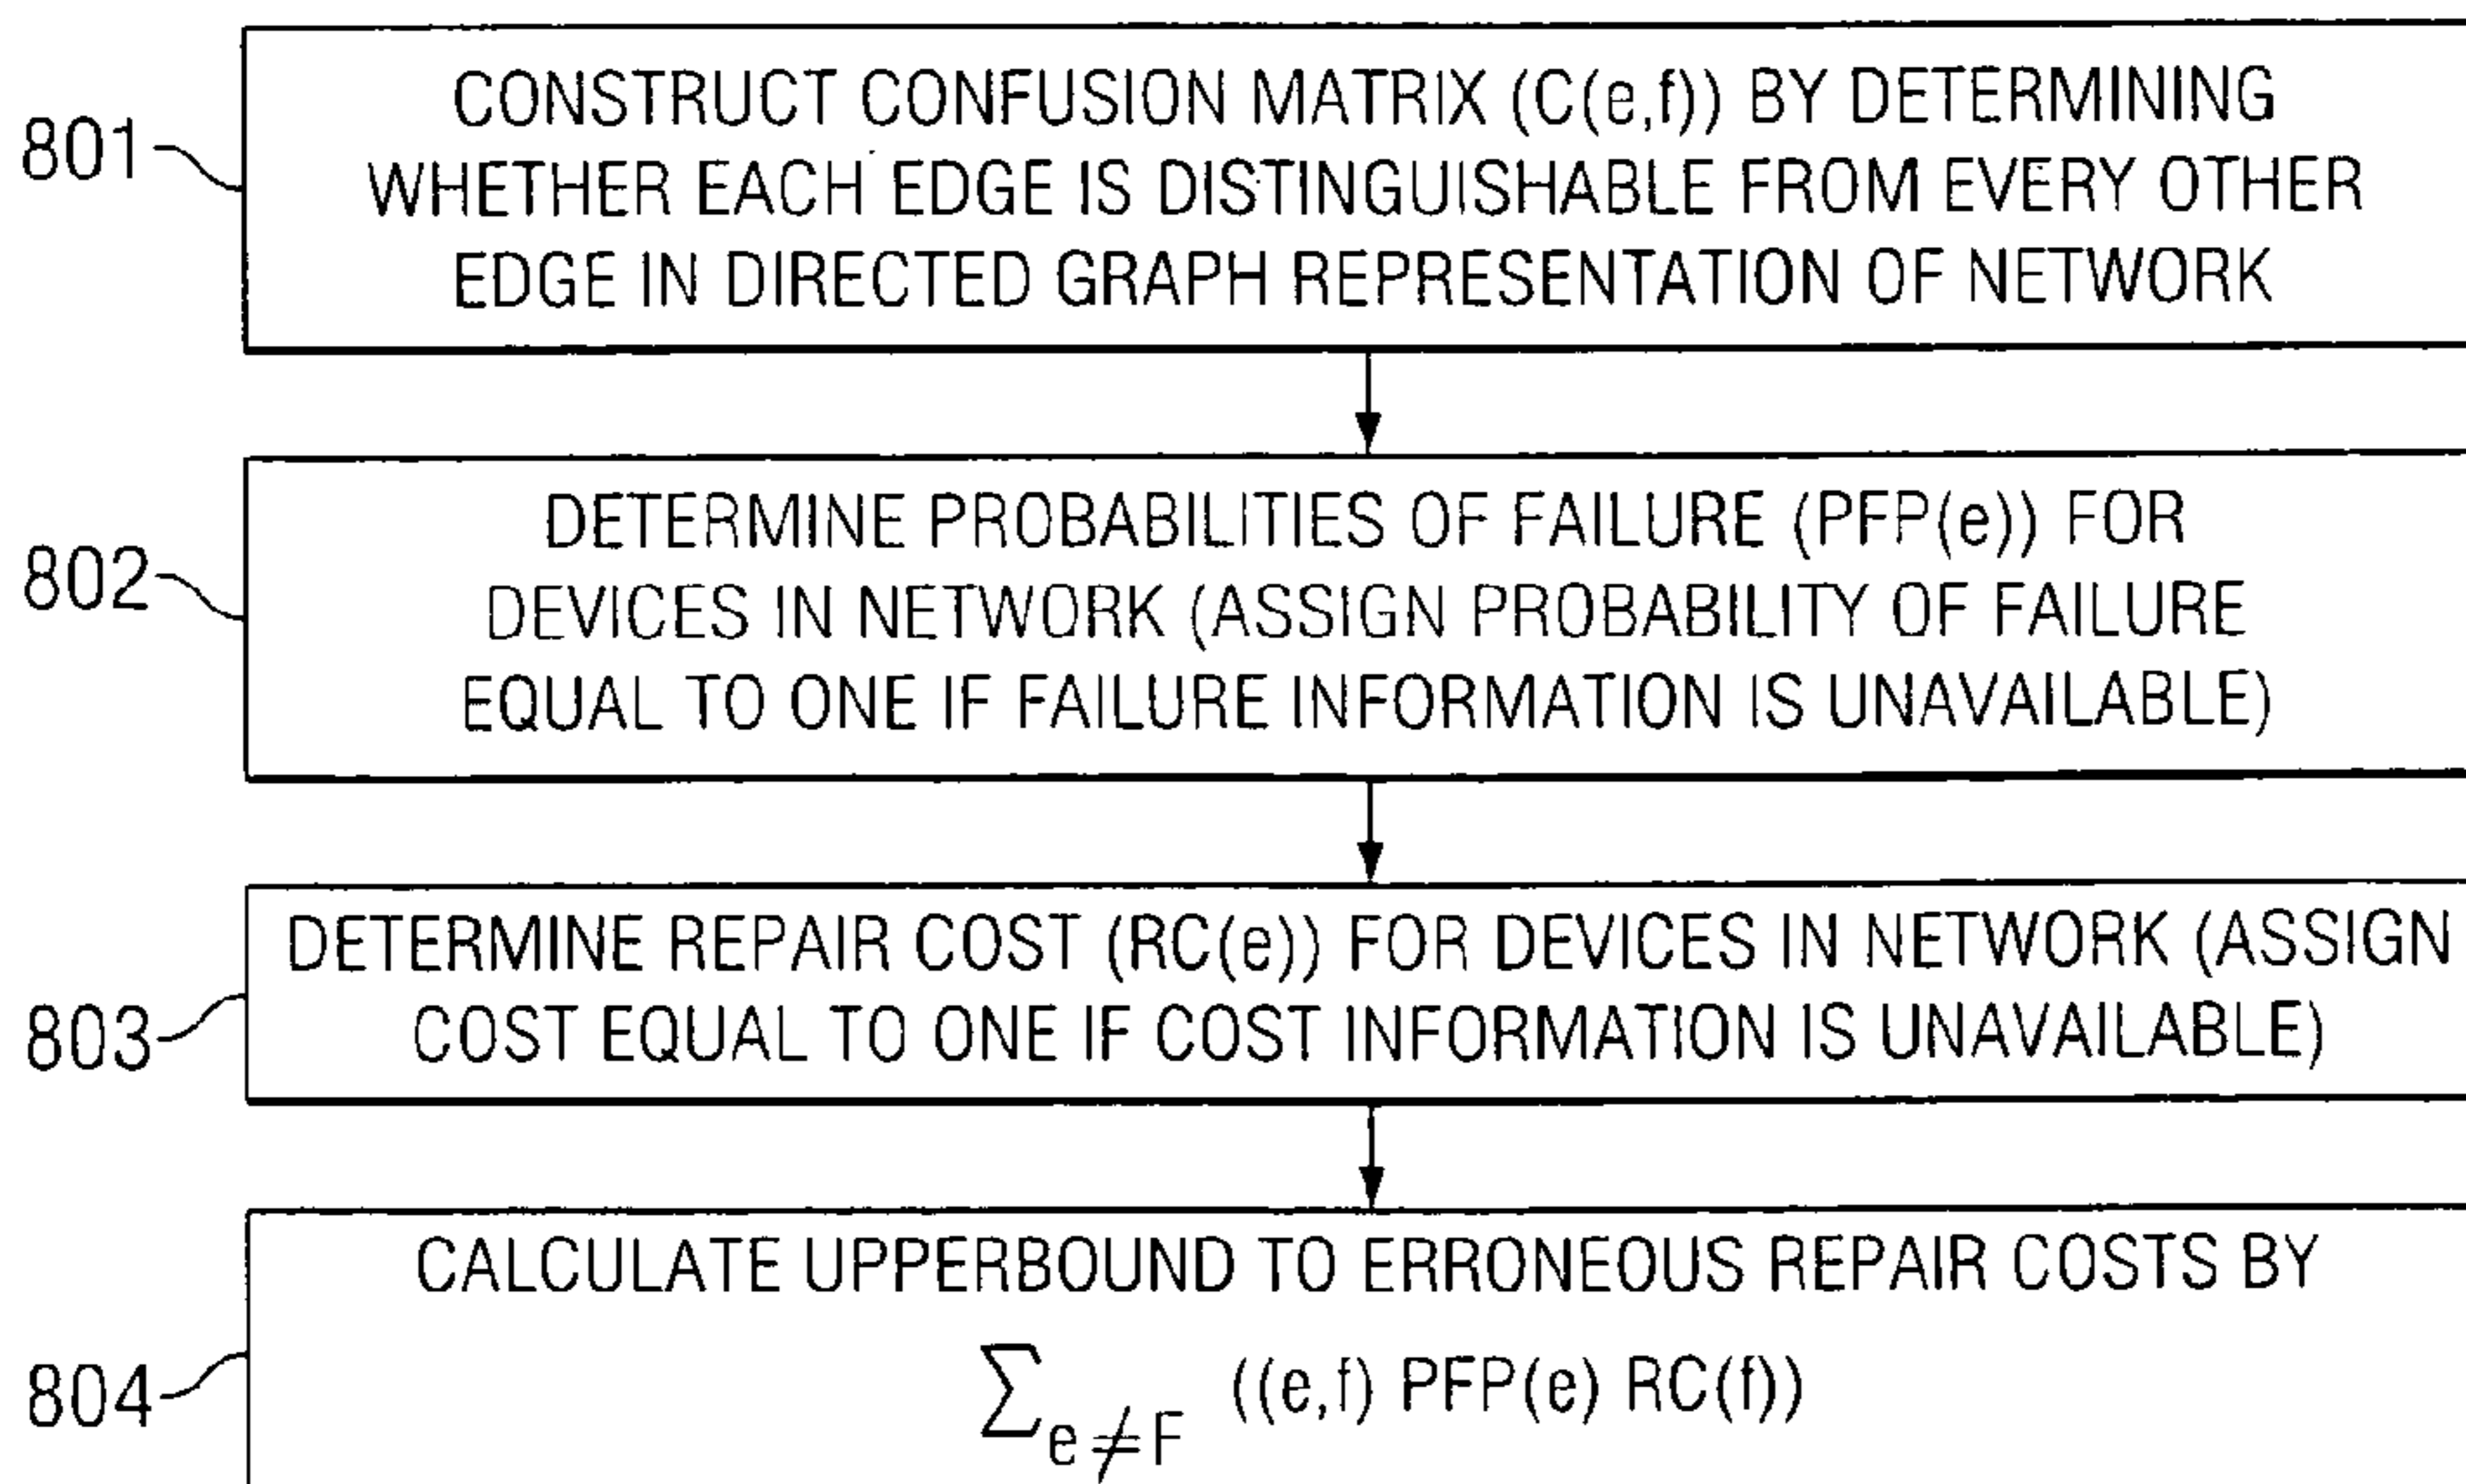 801
CONSTRUCT CONFUSION MATRIX (C(e,f)) BY DETERMINING
WHETHER EACH EDGE IS DISTINGUISHABLE FROM EVERY OTHER
EDGE IN DIRECTED GRAPH REPRESENTATION OF NETWORK
802
DETERMINE PROBABILITIES OF FAILURE (PFP(e)) FOR
DEVICES IN NETWORK (ASSIGN PROBABILITY OF FAILURE
EQUAL TO ONE IF FAILURE INFORMATION IS UNAVAILABLE)
803
DETERMINE REPAIR COST (RC(e)) FOR DEVICES IN NETWORK (ASSIGN
COST EQUAL TO ONE IF COST INFORMATION IS UNAVAILABLE)
804
CALCULATE UPPERBOUND TO ERRONEOUS REPAIR COSTS BY
∑e≠F ((e,f) PFP(e) RC(f))